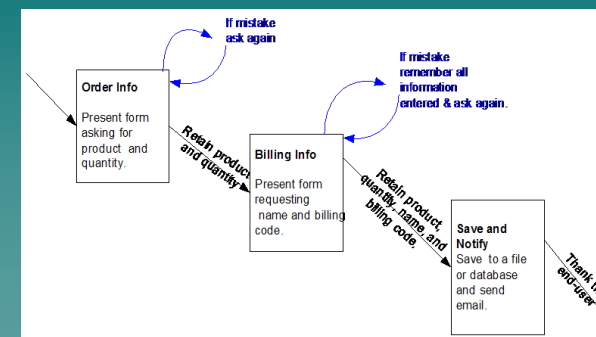 If mistake
ask again
Order Info
Present form
asking for
product and
quantity.
Retain product
and quantity
If mistake
remember all
information
entered & ask again.
Billing Info
Present form
requesting
name and billing
code.
Retain product,
quantity, name, and
billing code.
Save and
Notify
Save to a file
or database
and send
email.
Thank
end-user